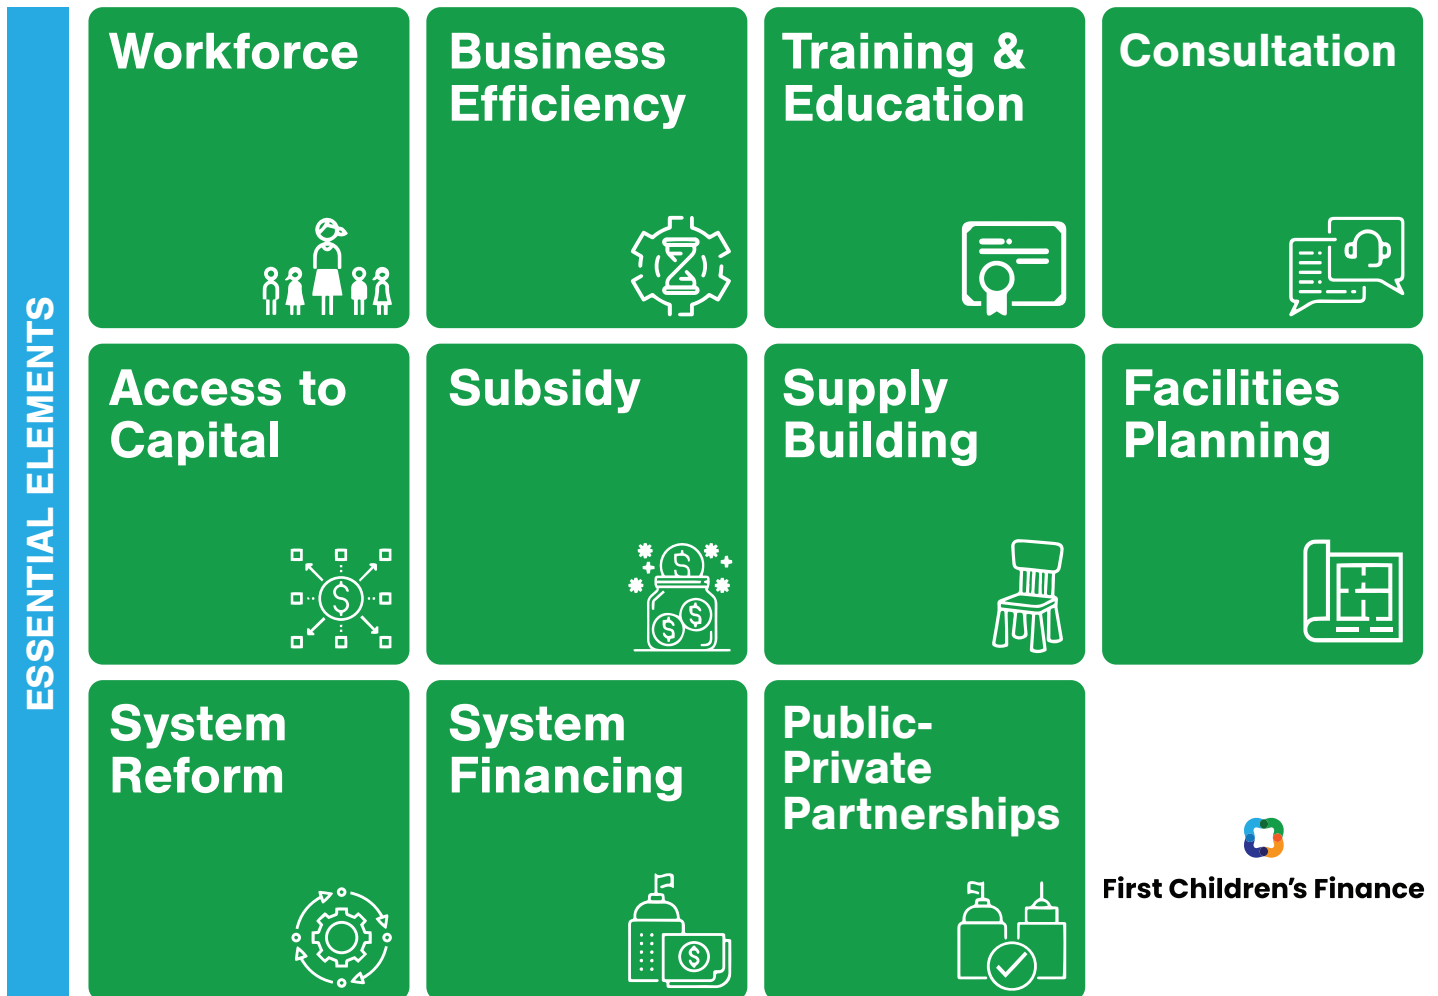 ESSENTIAL ELEMENTS
Workforce
Business
Efficiency
Training &
Education
Consultation
Access to
Capital
Subsidy
Supply
Building
Facilities
Planning
System
Reform
System
Financing
Public-
Private
Partnerships
First Children's Finance